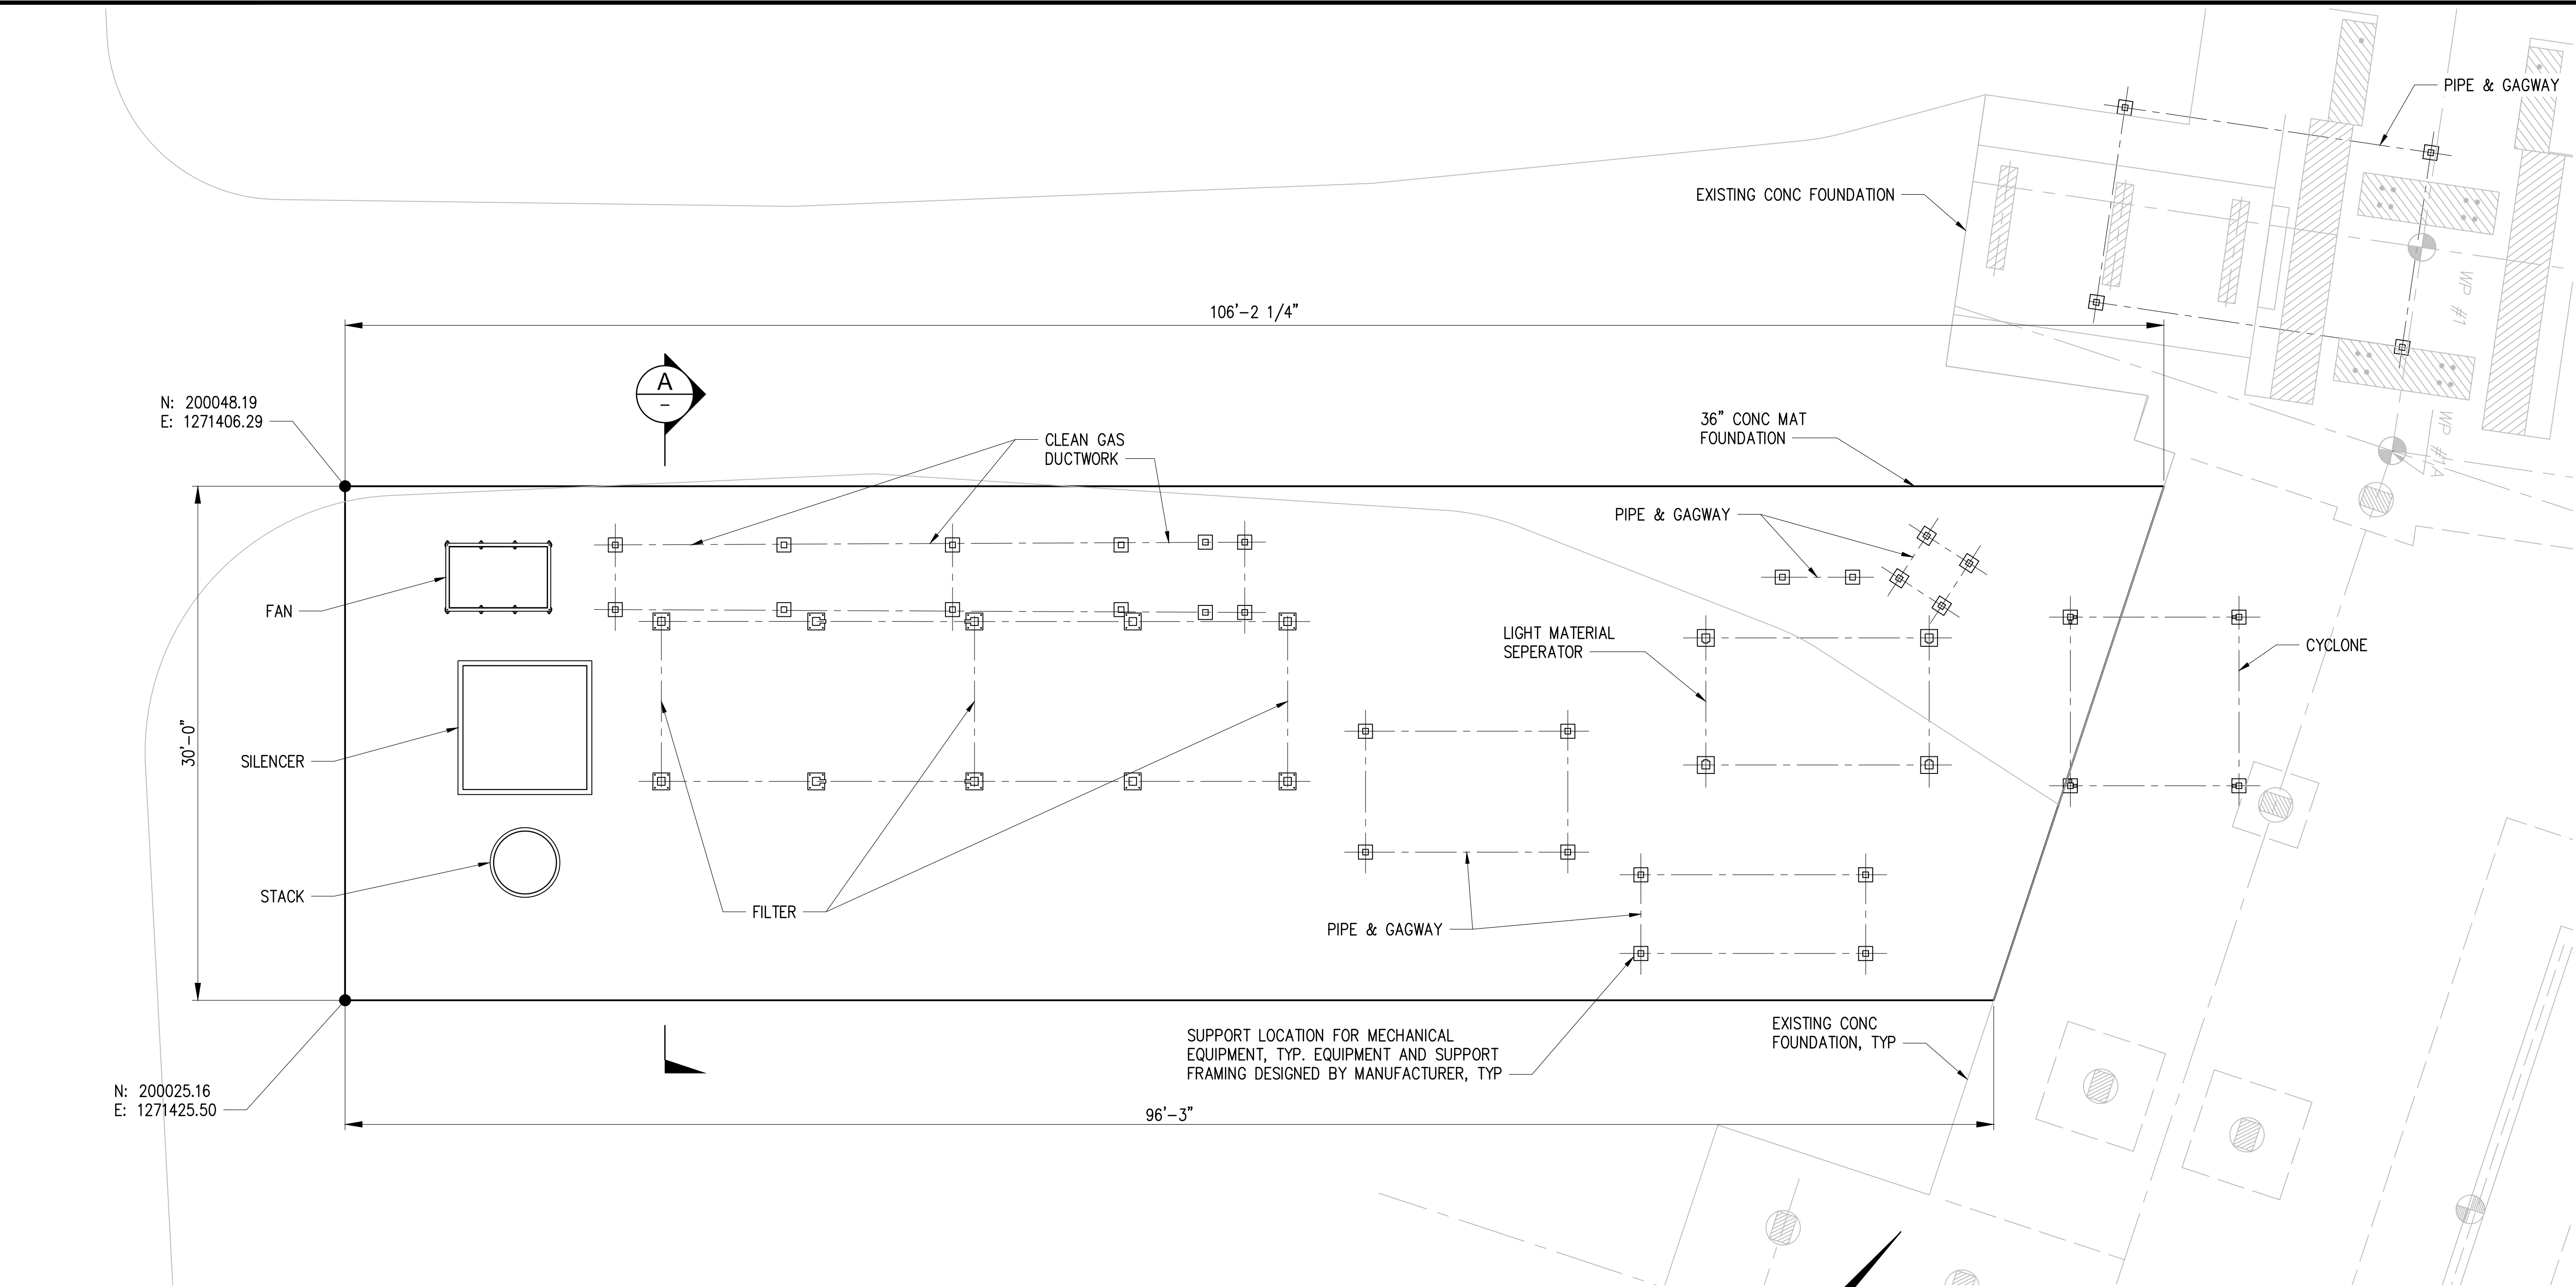 PIPE & GAGWAY
EXISTING CONC FOUNDATION
WP #1
106'-2 1/4"
A
-
N: 200048.19
E: 1271406.29
36" CONC MAT
FOUNDATION
WP #1A
CLEAN GAS
DUCTWORK
PIPE & GAGWAY
FAN
LIGHT MATERIAL
SEPERATOR
CYCLONE
30'-0"
SILENCER
STACK
FILTER
PIPE & GAGWAY
SUPPORT LOCATION FOR MECHANICAL
EQUIPMENT, TYP. EQUIPMENT AND SUPPORT
FRAMING DESIGNED BY MANUFACTURER, TYP
EXISTING CONC
FOUNDATION, TYP
N: 200025.16
E: 1271425.50
96'-3"